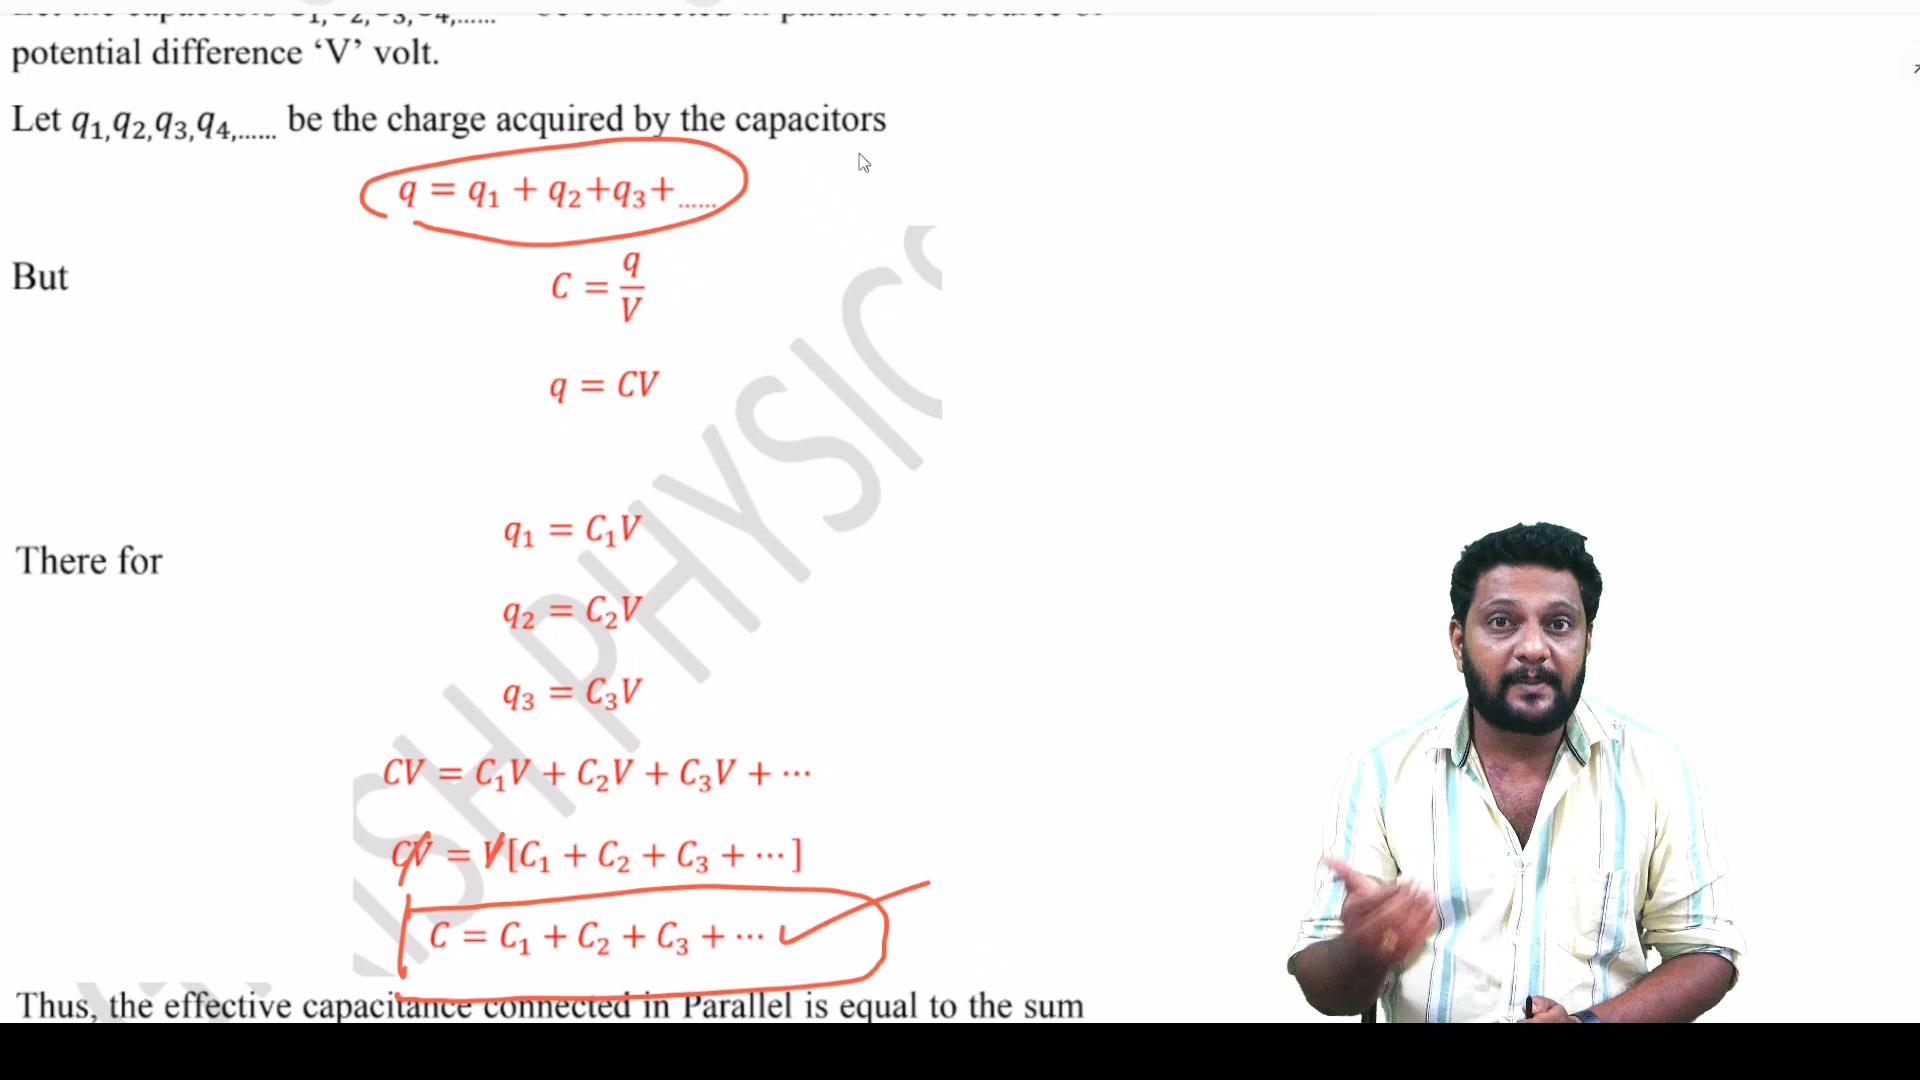 potential difference ‘V’ volt.
Let q₁,q₂,q₃,q₄,...... be the charge acquired by the capacitors
q = q₁ + q₂+q₃+......
But
C = q/V
q = CV
q₁ = C₁V
There for
q₂ = C₂V
q₃ = C₃V
CV = C₁V + C₂V + C₃V + ⋯
CV = V[C₁ + C₂ + C₃ + ⋯ ]
C = C₁ + C₂ + C₃ + ⋯
Thus, the effective capacitance connected in Parallel is equal to the sum
PHYSIC